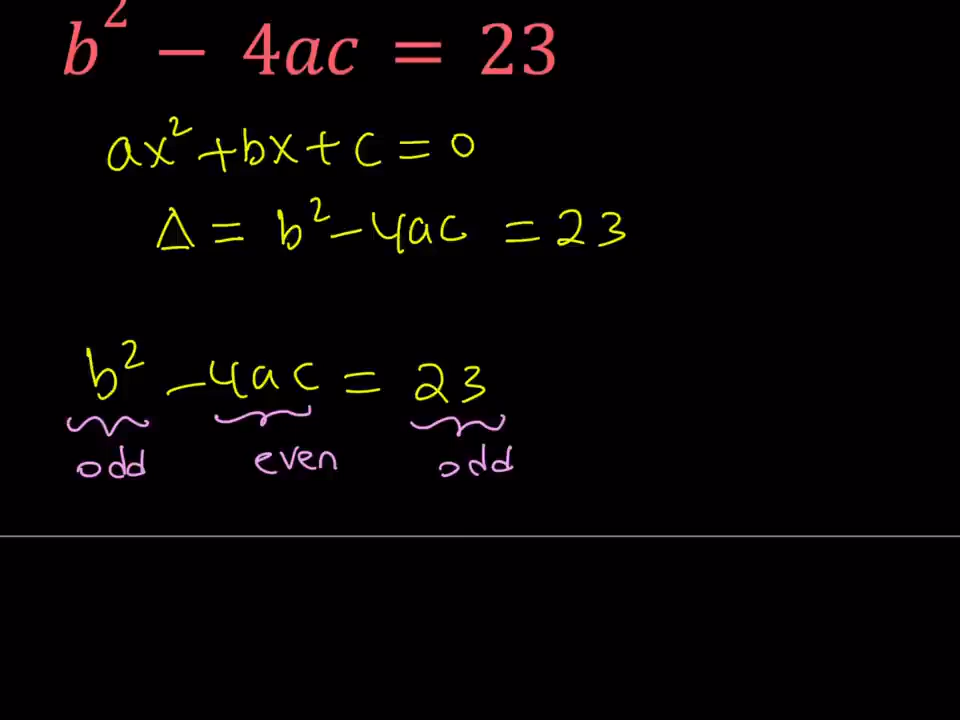 b² − 4ac = 23
ax² + bx + c = 0
Δ = b² − 4ac = 23
b² − 4ac = 23
odd even odd